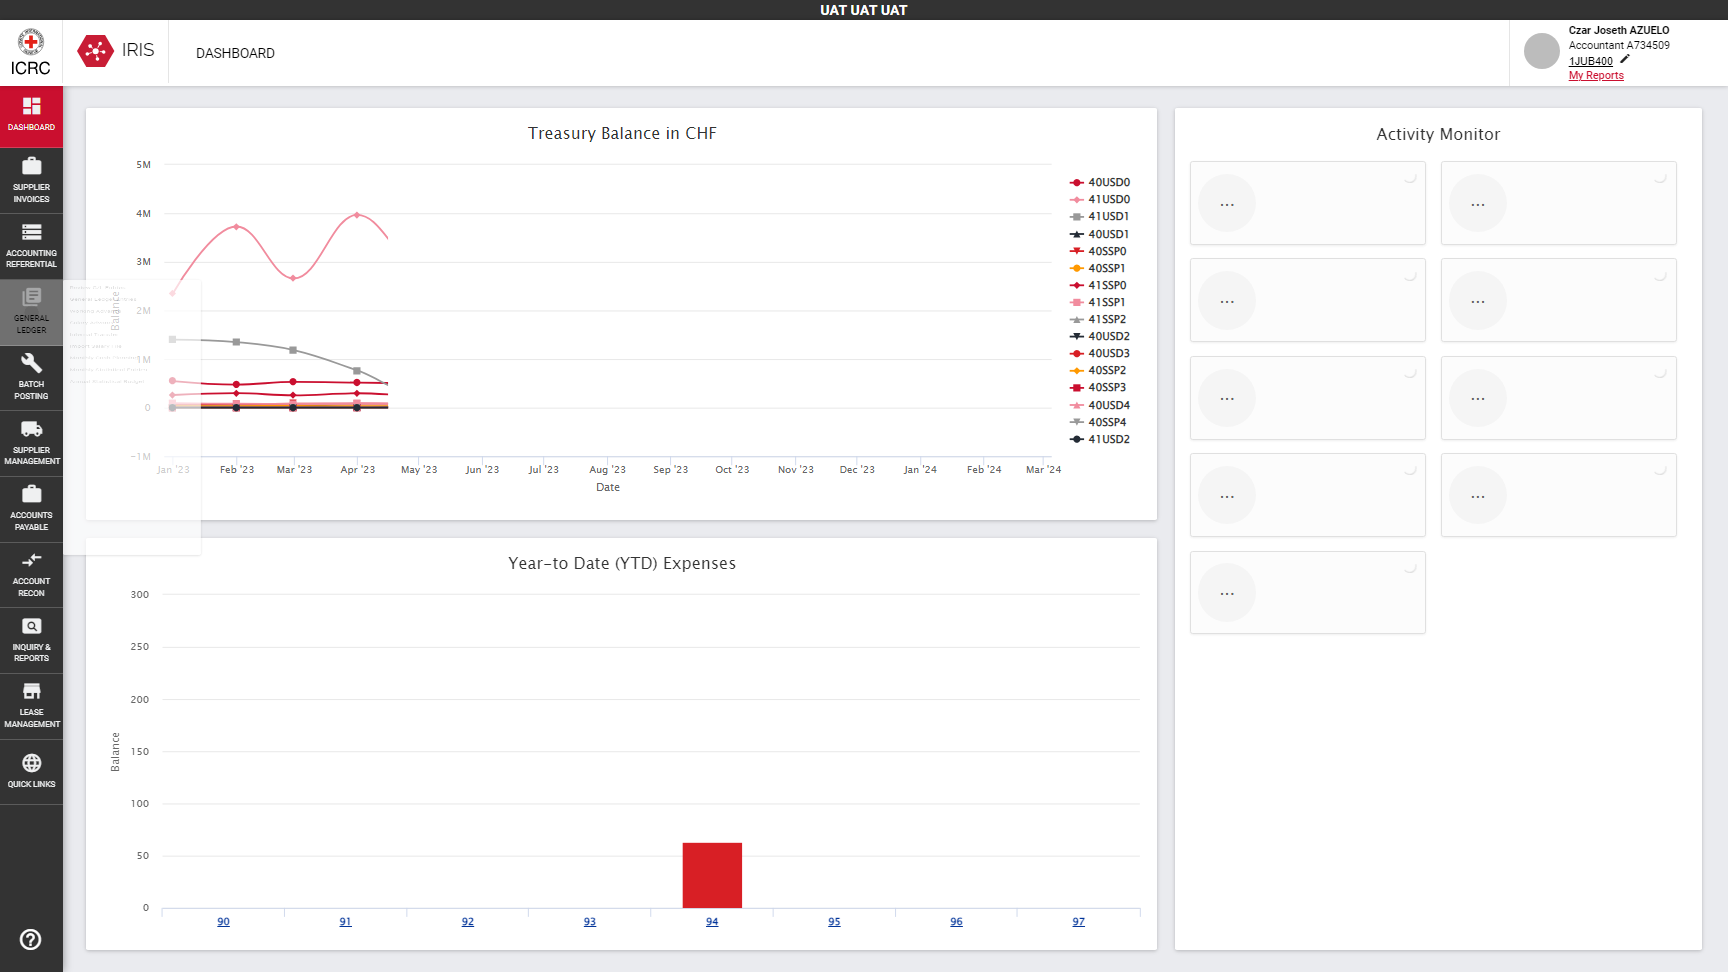 UAT UAT UAT
ICRC
IRIS
DASHBOARD
Czar Joseth AZUELO
Accountant A734509
1JUB400
My Reports
DASHBOARD
SUPPLIER
INVOICES
ACCOUNTING
REFERENTIAL
GENERAL
LEDGER
BATCH
POSTING
SUPPLIER
MANAGEMENT
ACCOUNTS
PAYABLE
ACCOUNT
RECON
INQUIRY &
REPORTS
LEASE
MANAGEMENT
QUICK LINKS
Treasury Balance in CHF
5M
4M
3M
2M
1M
0
-1M
Balance
Jan '23
Feb '23
Mar '23
Apr '23
May '23
Jun '23
Jul '23
Aug '23
Sep '23
Oct '23
Nov '23
Dec '23
Jan '24
Feb '24
Mar '24
Date
40USD0
41USD0
41USD1
40USD1
40SSP0
40SSP1
41SSP0
41SSP1
41SSP2
40USD2
40USD3
40SSP2
40SSP3
40USD4
40SSP4
41USD2
Year-to Date (YTD) Expenses
300
250
200
150
100
50
0
Balance
90
91
92
93
94
95
96
97
Activity Monitor
...
...
...
...
...
...
...
...
...